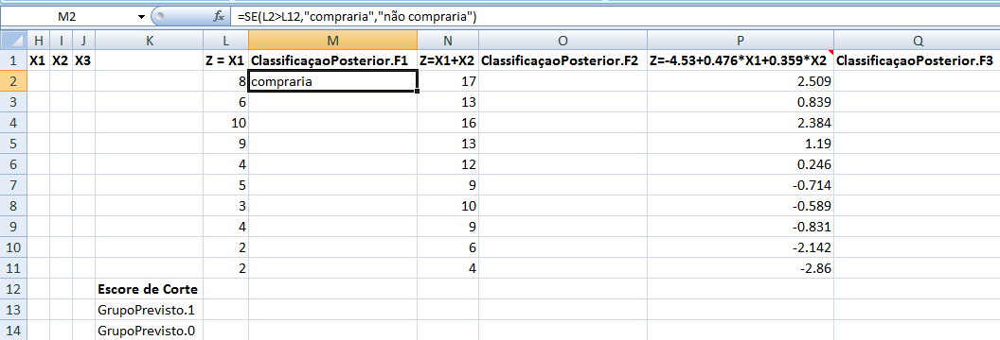 M2 fx =SE(L2>L12,"compraria","não compraria")
H I J K L M N O P Q
1 X1 X2 X3 Z = X1 ClassificaçaoPosterior.F1 Z=X1+X2 ClassificaçaoPosterior.F2 Z=-4.53+0.476*X1+0.359*X2 ClassificaçaoPosterior.F3
2 8 compraria 17 2.509
3 6 13 0.839
4 10 16 2.384
5 9 13 1.19
6 4 12 0.246
7 5 9 -0.714
8 3 10 -0.589
9 4 9 -0.831
10 2 6 -2.142
11 2 4 -2.86
12 Escore de Corte
13 GrupoPrevisto.1
14 GrupoPrevisto.0